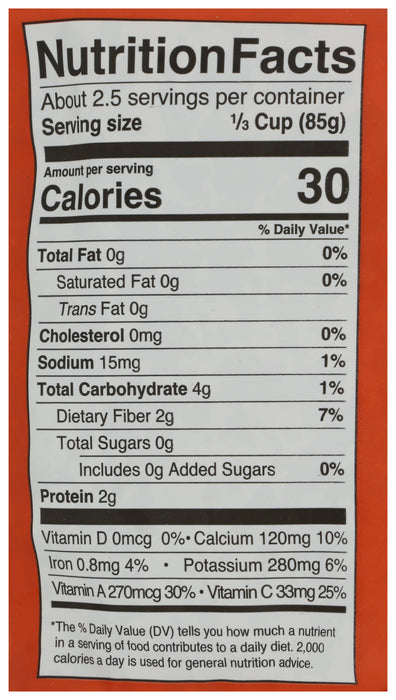 Nutrition Facts
About 2.5 servings per container
Serving size ⅓ Cup (85g)
Amount per serving
Calories 30
% Daily Value*
Total Fat 0g 0%
Saturated Fat 0g 0%
Trans Fat 0g
Cholesterol 0mg 0%
Sodium 15mg 1%
Total Carbohydrate 4g 1%
Dietary Fiber 2g 7%
Total Sugars 0g
Includes 0g Added Sugars 0%
Protein 2g
Vitamin D 0mcg 0% • Calcium 120mg 10%
Iron 0.8mg 4% • Potassium 280mg 6%
Vitamin A 270mcg 30% • Vitamin C 33mg 25%
*The % Daily Value (DV) tells you how much a nutrient
in a serving of food contributes to a daily diet. 2,000
calories a day is used for general nutrition advice.